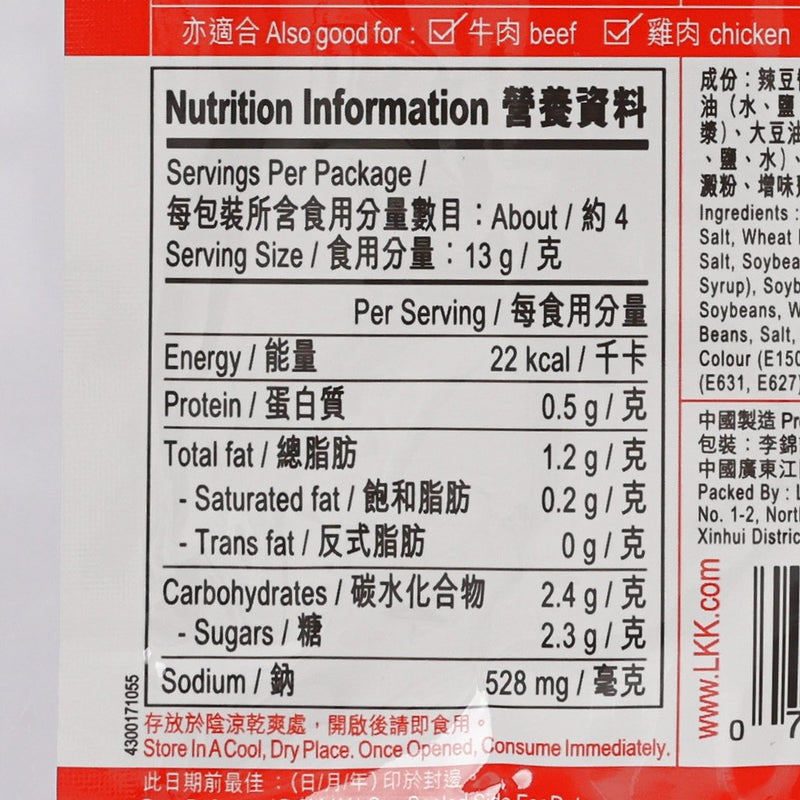 亦適合 Also good for : ☑ 牛肉 beef ☑ 雞肉 chicken
Nutrition Information 營養資料
Servings Per Package /
每包裝所含食用分量數目：About / 約 4
Serving Size / 食用分量：13 g / 克
Per Serving / 每食用分量
Energy / 能量 22 kcal / 千卡
Protein / 蛋白質 0.5 g / 克
Total fat / 總脂肪 1.2 g / 克
- Saturated fat / 飽和脂肪 0.2 g / 克
- Trans fat / 反式脂肪 0 g / 克
Carbohydrates / 碳水化合物 2.4 g / 克
- Sugars / 糖 2.3 g / 克
Sodium / 鈉 528 mg / 毫克
4300171055
存放於陰涼乾爽處，開啟後請即食用。
Store In A Cool, Dry Place. Once Opened, Consume Immediately.
此日期前最佳：(日/月/年) 印於封邊。
成份：辣豆
油（水、鹽
漿）、大豆油
、鹽、水）、
澱粉、增味
Ingredients :
Salt, Wheat
Salt, Soybea
Syrup), Soyb
Soybeans, W
Beans, Salt,
Colour (E150
(E631, E627
中國製造 Pr
包裝：李錦
中國廣東江
Packed By : L
No. 1-2, Nort
Xinhui Distric
www.LKK.com
0 7